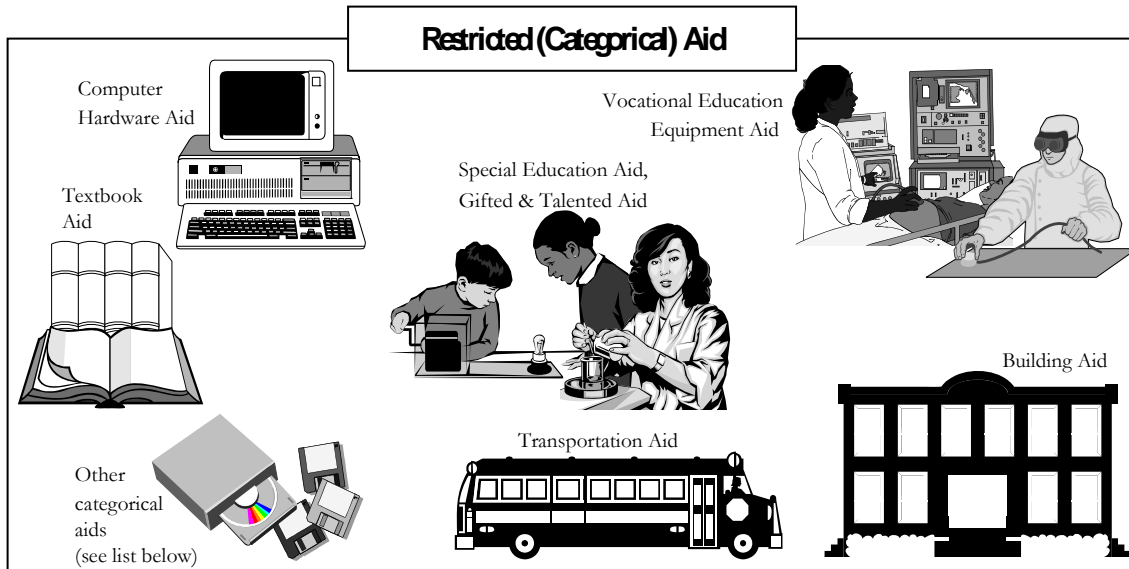 Restricted (Categorical) Aid
Computer
Hardware Aid
Vocational Education
Equipment Aid
Special Education Aid,
Gifted & Talented Aid
Textbook
Aid
Building Aid
Transportation Aid
Other
categorical
aids
(see list below)